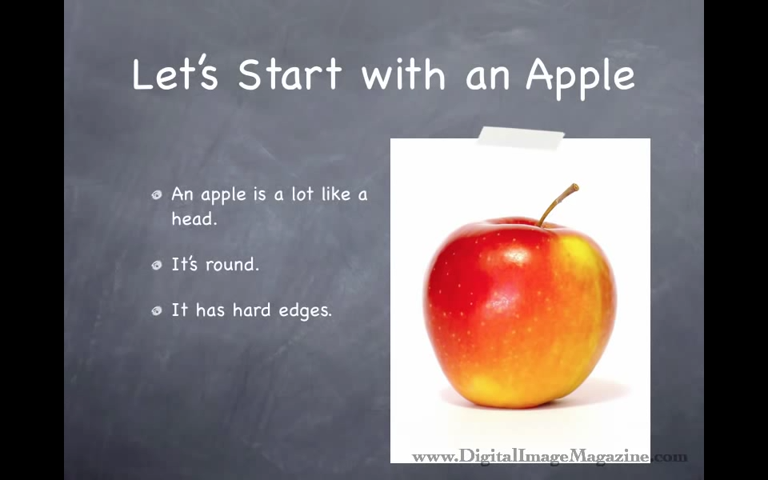 Let's Start with an Apple
An apple is a lot like a
head.
It's round.
It has hard edges.
www.DigitalImageMagazine.com